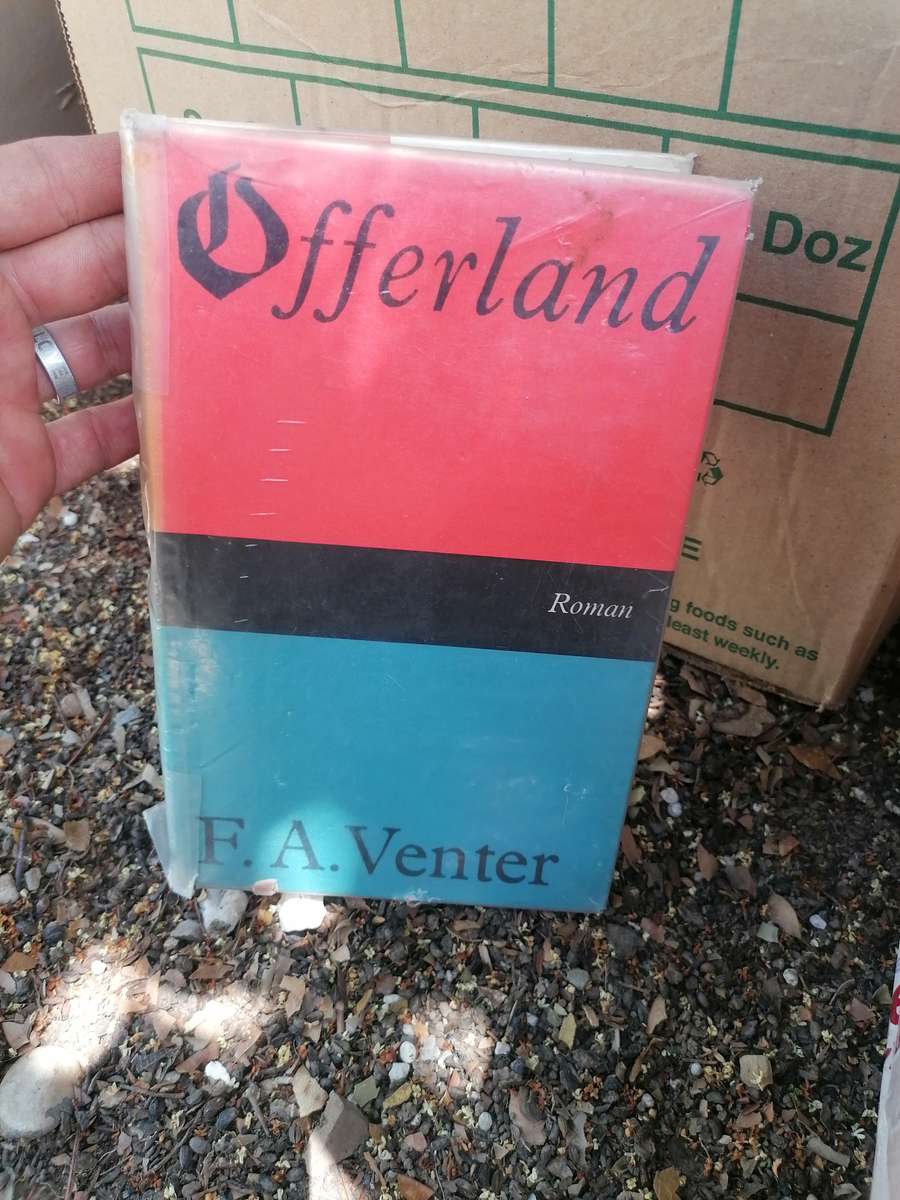 Offerland
Roman
F. A. Venter
Doz
g foods such as
least weekly.